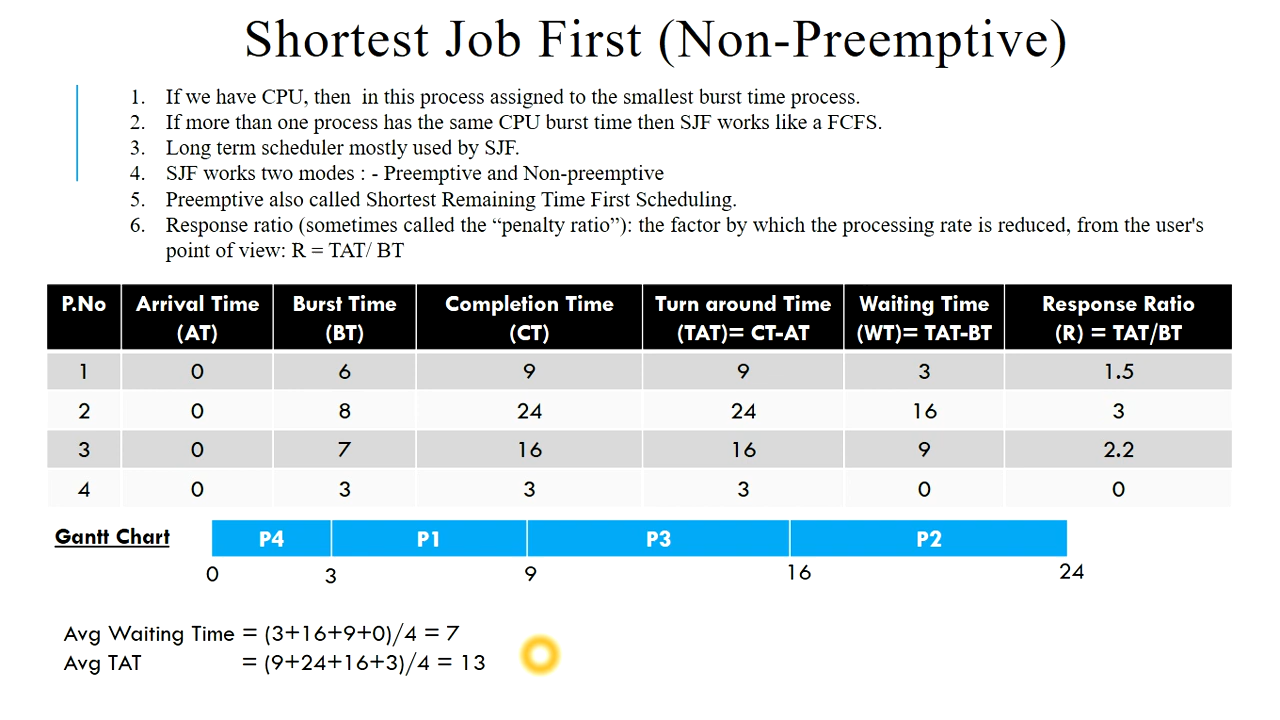 Shortest Job First (Non-Preemptive)
1. If we have CPU, then in this process assigned to the smallest burst time process.
2. If more than one process has the same CPU burst time then SJF works like a FCFS.
3. Long term scheduler mostly used by SJF.
4. SJF works two modes : - Preemptive and Non-preemptive
5. Preemptive also called Shortest Remaining Time First Scheduling.
6. Response ratio (sometimes called the “penalty ratio”): the factor by which the processing rate is reduced, from the user's
point of view: R = TAT/ BT
P.No Arrival Time Burst Time Completion Time Turn around Time Waiting Time Response Ratio
(AT) (BT) (CT) (TAT)= CT-AT (WT)= TAT-BT (R) = TAT/BT
1 0 6 9 9 3 1.5
2 0 8 24 24 16 3
3 0 7 16 16 9 2.2
4 0 3 3 3 0 0
Gantt Chart P4 P1 P3 P2
0 3 9 16 24
Avg Waiting Time = (3+16+9+0)/4 = 7
Avg TAT = (9+24+16+3)/4 = 13